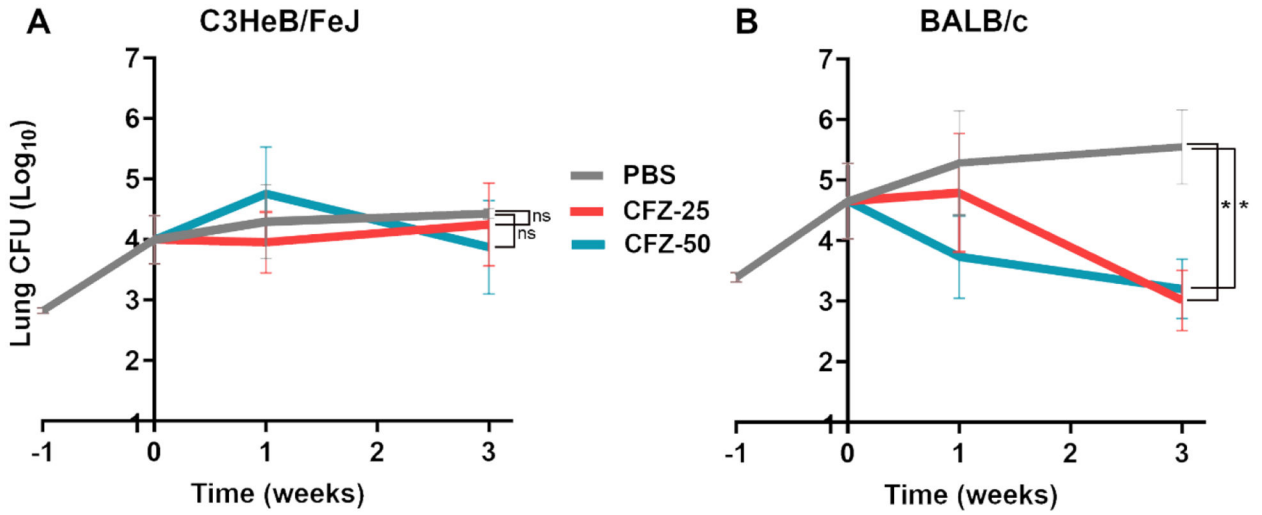 A
C3HeB/FeJ
Lung CFU (Log10)
7
6
5
4
3
2
1
-1
0
1
2
3
Time (weeks)
ns
ns
PBS
CFZ-25
CFZ-50
B
BALB/c
7
6
5
4
3
2
1
-1
0
1
2
3
Time (weeks)
* *